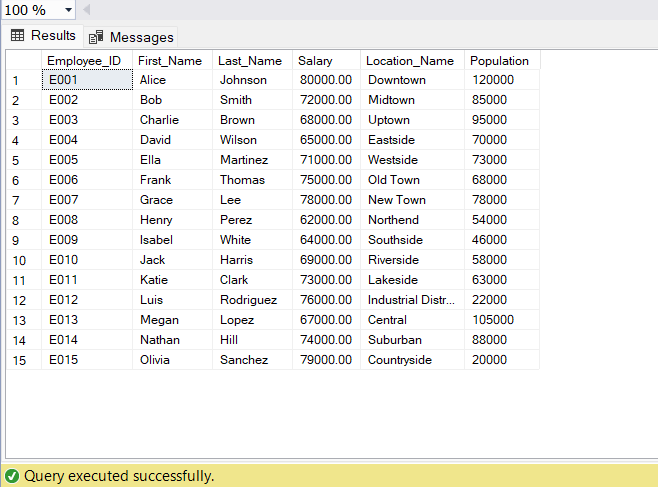 100 %
Results Messages
Employee_ID First_Name Last_Name Salary Location_Name Population
1 E001 Alice Johnson 80000.00 Downtown 120000
2 E002 Bob Smith 72000.00 Midtown 85000
3 E003 Charlie Brown 68000.00 Uptown 95000
4 E004 David Wilson 65000.00 Eastside 70000
5 E005 Ella Martinez 71000.00 Westside 73000
6 E006 Frank Thomas 75000.00 Old Town 68000
7 E007 Grace Lee 78000.00 New Town 78000
8 E008 Henry Perez 62000.00 Northend 54000
9 E009 Isabel White 64000.00 Southside 46000
10 E010 Jack Harris 69000.00 Riverside 58000
11 E011 Katie Clark 73000.00 Lakeside 63000
12 E012 Luis Rodriguez 76000.00 Industrial Distr... 22000
13 E013 Megan Lopez 67000.00 Central 105000
14 E014 Nathan Hill 74000.00 Suburban 88000
15 E015 Olivia Sanchez 79000.00 Countryside 20000
Query executed successfully.